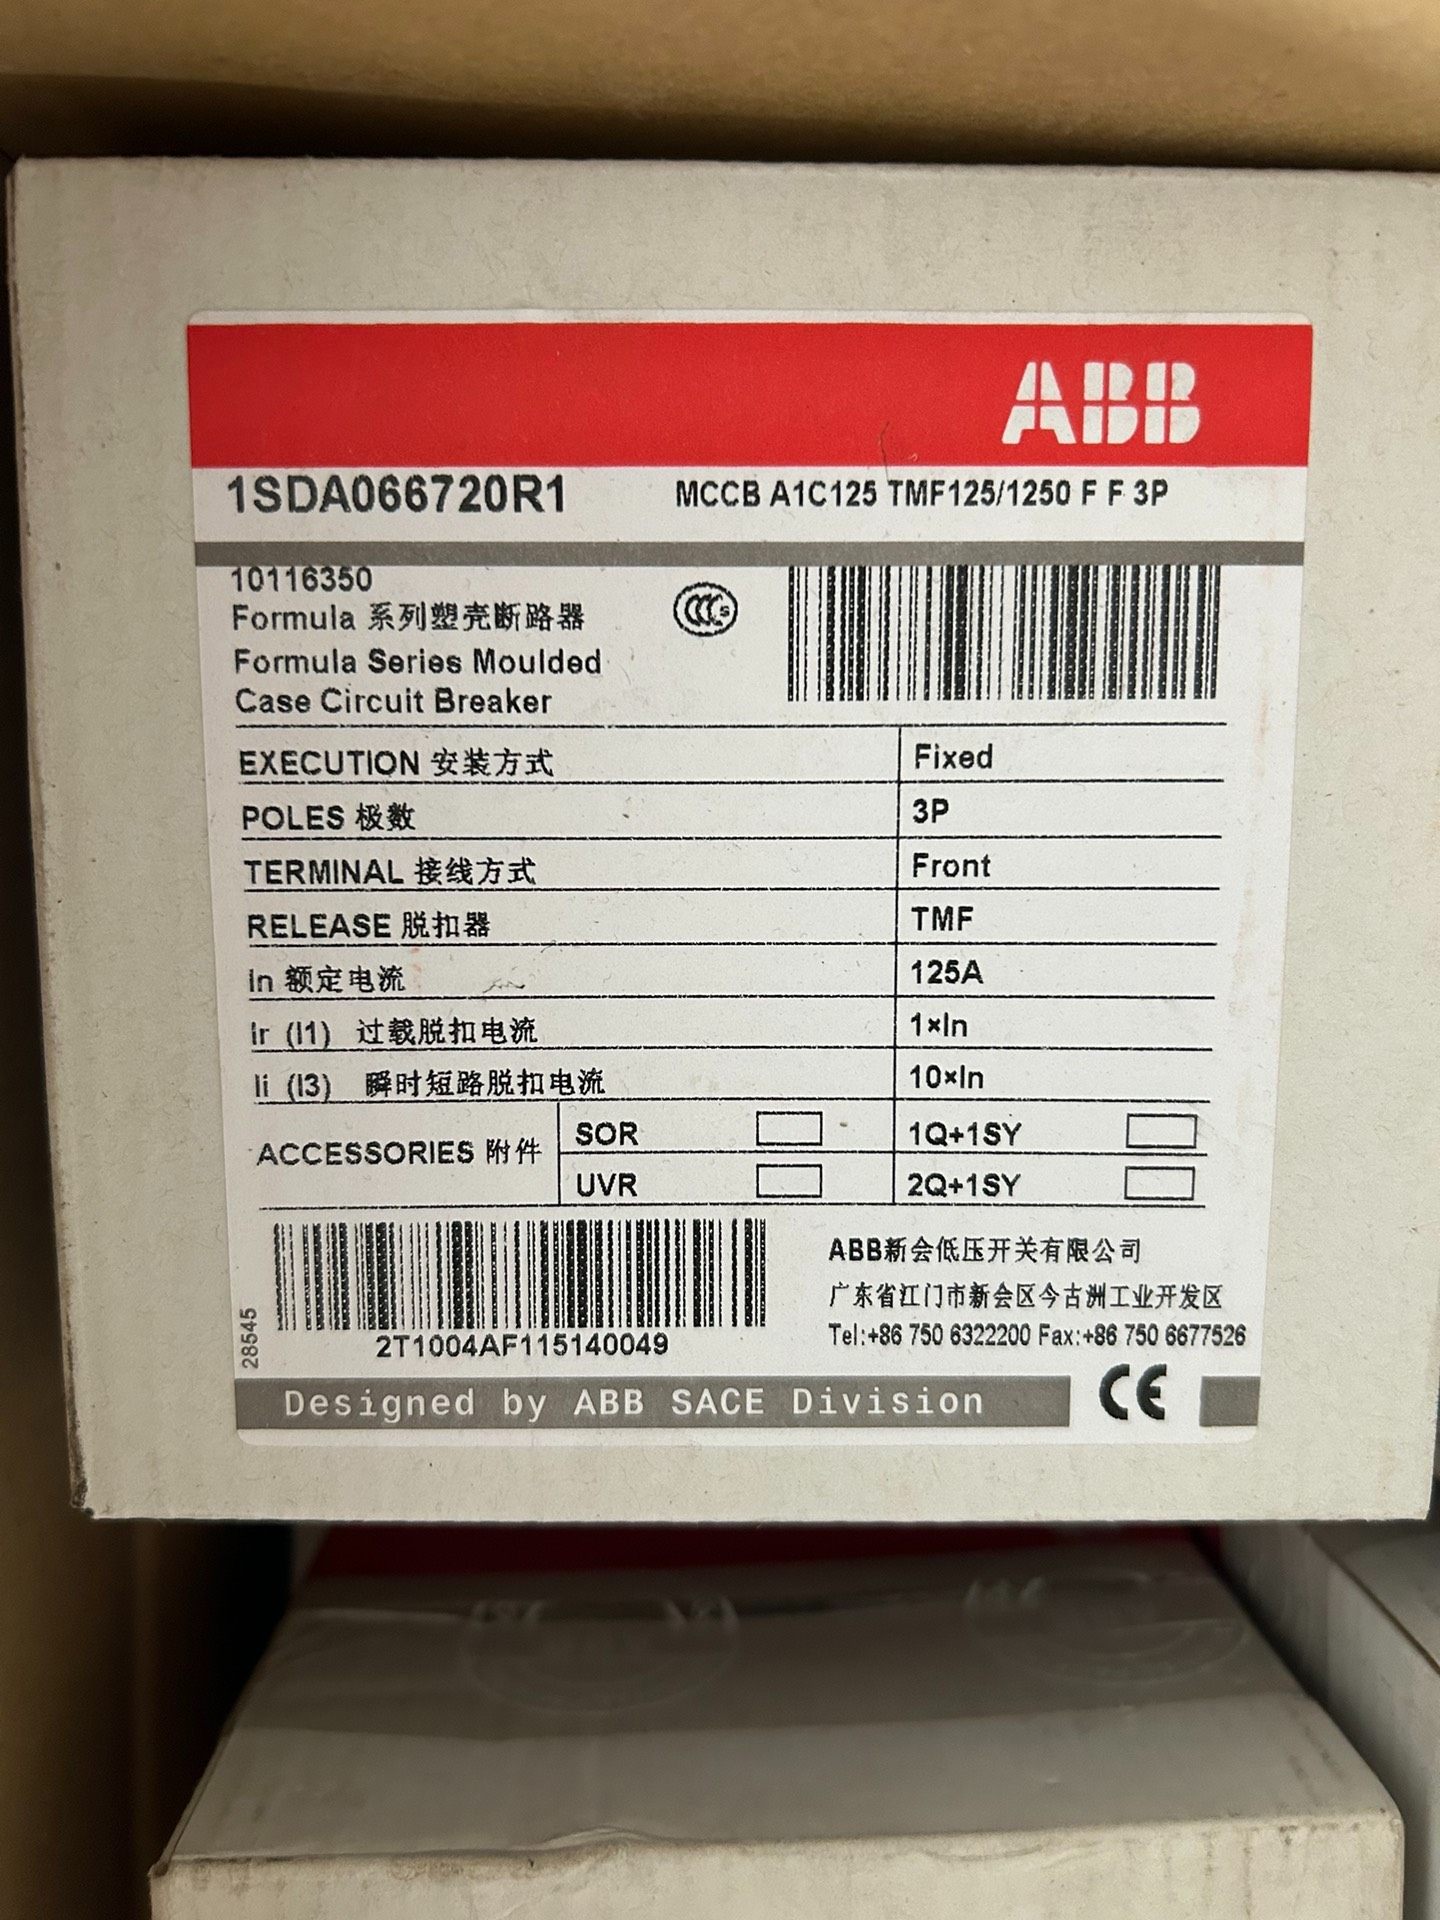 ABB
1SDA066720R1 MCCB A1C125 TMF125/1250 F F 3P
10116350
Formula 系列塑壳断路器
CCC S
Formula Series Moulded
Case Circuit Breaker
EXECUTION 安装方式 Fixed
POLES 极数 3P
TERMINAL 接线方式 Front
RELEASE 脱扣器 TMF
In 额定电流 125A
Ir (I1) 过载脱扣电流 1×In
Ii (I3) 瞬时短路脱扣电流 10×In
ACCESSORIES 附件
SOR 1Q+1SY
UVR 2Q+1SY
ABB新会低压开关有限公司
广东省江门市新会区今古洲工业开发区
Tel:+86 750 6322200 Fax:+86 750 6677526
28545
2T1004AF115140049
Designed by ABB SACE Division CE